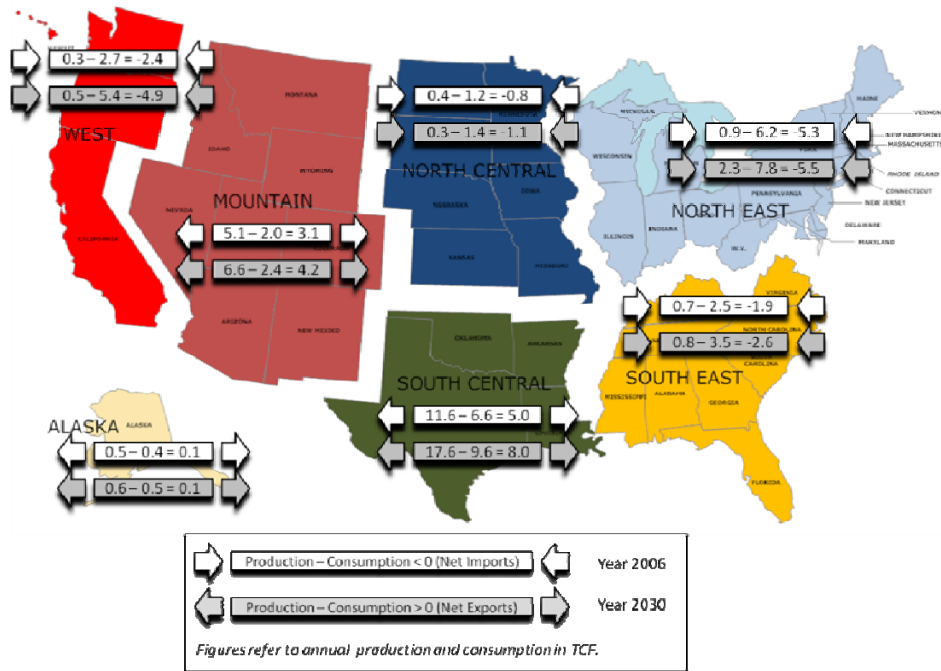 0.3 – 2.7 = -2.4
0.5 – 5.4 = -4.9
WEST
CALIFORNIA
MONTANA
IDAHO
WYOMING
NEVADA
MOUNTAIN
5.1 – 2.0 = 3.1
6.6 – 2.4 = 4.2
ARIZONA
NEW MEXICO
0.4 – 1.2 = -0.8
MINNESOTA
0.3 – 1.4 = -1.1
NORTH CENTRAL
IOWA
NEBRASKA
KANSAS
MISSOURI
MICHIGAN
WISCONSIN
MAINE
VERMONT
0.9 – 6.2 = -5.3
NEW HAMPSHIRE
MASSACHUSETTS
YORK
2.3 – 7.8 = -5.5
RHODE ISLAND
CONNECTICUT
PENNSYLVANIA
NEW JERSEY
NORTH EAST
ILLINOIS
INDIANA
W.V.
DELAWARE
MARYLAND
VIRGINIA
0.7 – 2.5 = -1.9
NORTH CAROLINA
0.8 – 3.5 = -2.6
CAROLINA
SOUTH EAST
MISSISSIPPI
ALABAMA
GEORGIA
FLORIDA
OKLAHOMA
ARKANSAS
SOUTH CENTRAL
11.6 – 6.6 = 5.0
17.6 – 9.6 = 8.0
ALASKA
ALASKA
0.5 – 0.4 = 0.1
0.6 – 0.5 = 0.1
Production – Consumption < 0 (Net Imports)
Year 2006
Production – Consumption > 0 (Net Exports)
Year 2030
Figures refer to annual production and consumption in TCF.